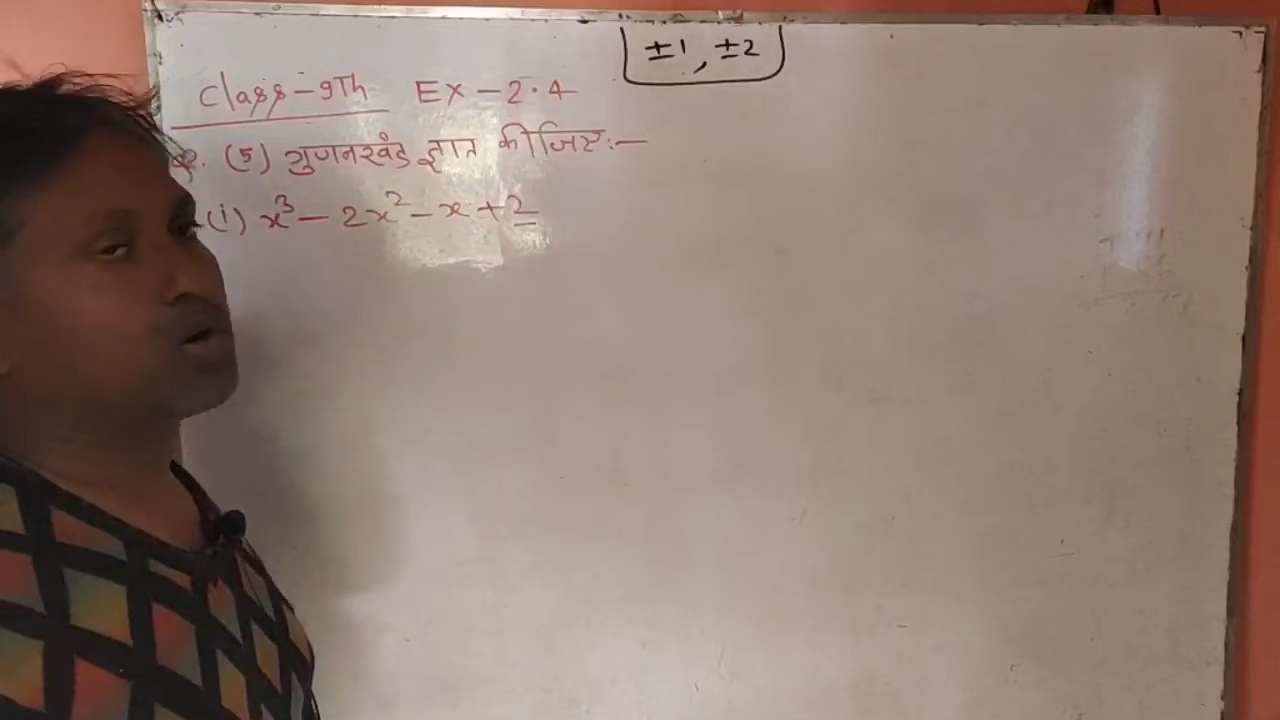 ±1, ±2
Class-9Th Ex-2.4
Q. (5) गुणनखंड ज्ञात कीजिए:-
(i) x³ - 2x² - x + 2